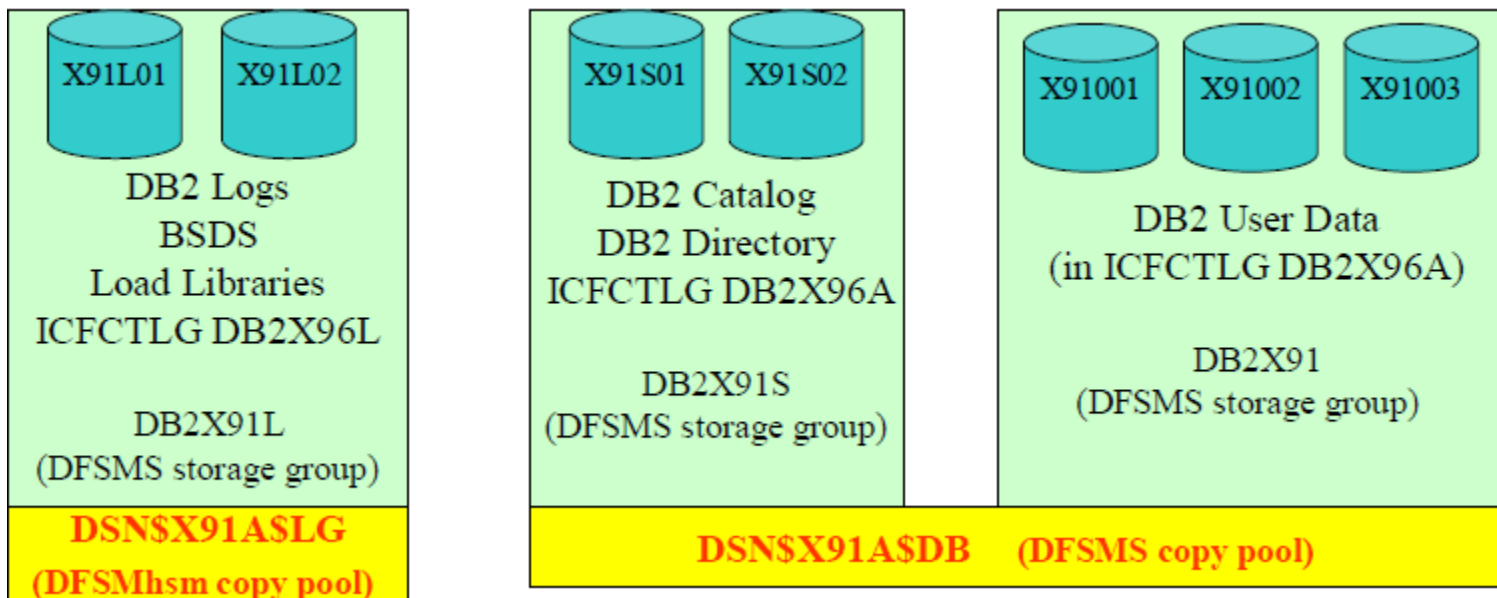 X91L01
X91L02
DB2 Logs
BSDS
Load Libraries
ICFCTLG DB2X96L
DB2X91L
(DFSMS storage group)
DSN$X91A$LG
(DFSMhsm copy pool)
X91S01
X91S02
DB2 Catalog
DB2 Directory
ICFCTLG DB2X96A
DB2X91S
(DFSMS storage group)
X91001
X91002
X91003
DB2 User Data
(in ICFCTLG DB2X96A)
DB2X91
(DFSMS storage group)
DSN$X91A$DB (DFSMS copy pool)